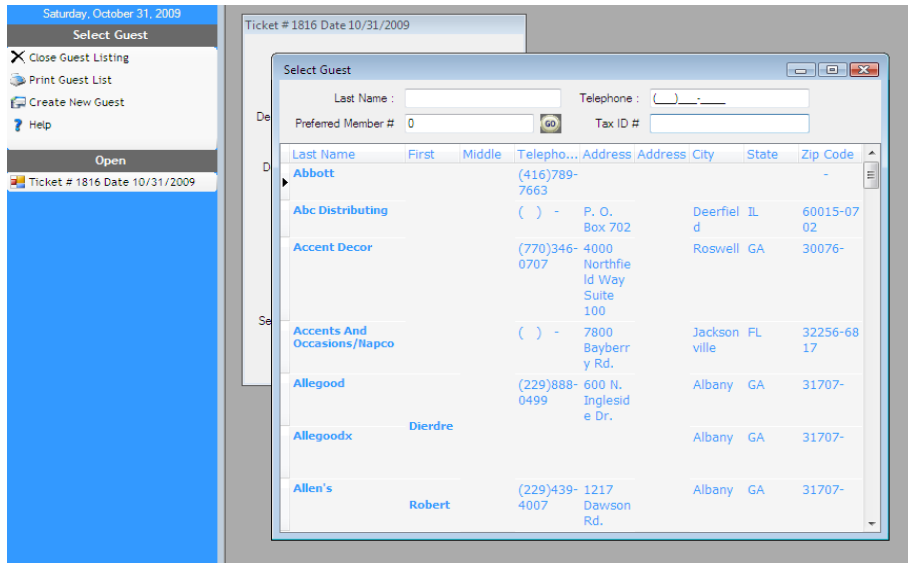 Saturday, October 31, 2009
Select Guest
Close Guest Listing
Print Guest List
Create New Guest
Help
Open
Ticket # 1816 Date 10/31/2009
Ticket # 1816 Date 10/31/2009
De
D
Se
Select Guest
Last Name :
Telephone : (___)___-____
Preferred Member # 0
GO
Tax ID #
Last Name First Middle Telepho... Address Address City State Zip Code
Abbott (416)789- -
7663
Abc Distributing ( ) - P. O. Deerfiel IL 60015-07
Box 702 d 02
Accent Decor (770)346- 4000 Roswell GA 30076-
0707 Northfie
ld Way
Suite
100
Accents And ( ) - 7800 Jackson FL 32256-68
Occasions/Napco Bayberr ville 17
y Rd.
Allegood (229)888- 600 N. Albany GA 31707-
0499 Inglesid
e Dr.
Dierdre
Allegoodx Albany GA 31707-
Allen's (229)439- 1217 Albany GA 31707-
Robert 4007 Dawson
Rd.